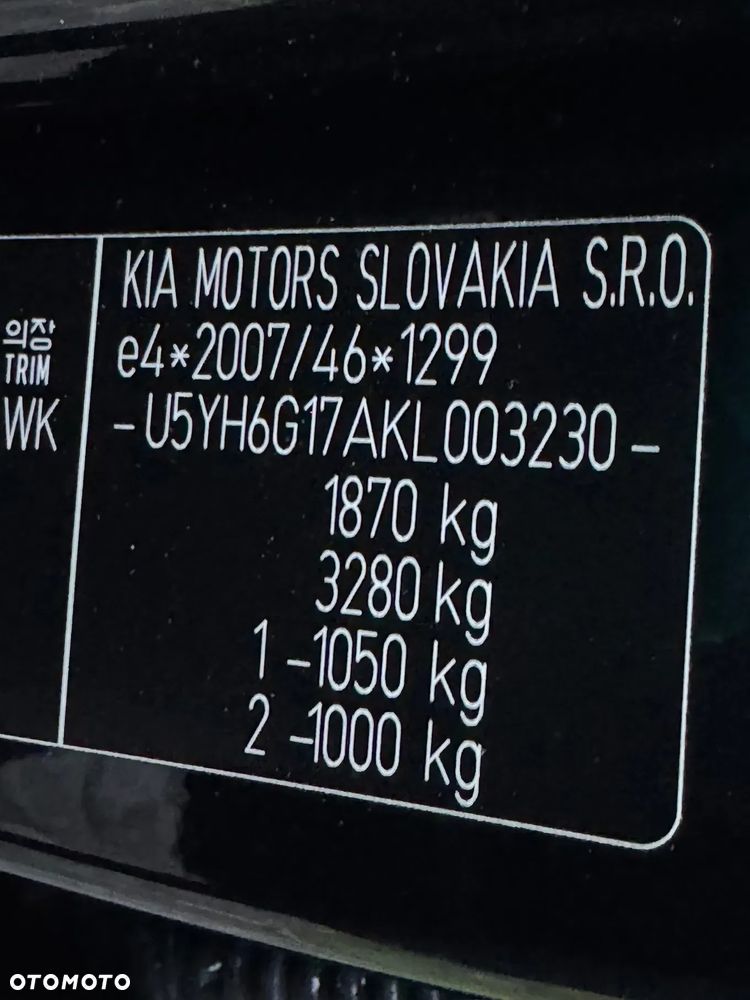 의장
TRIM
WK
KIA MOTORS SLOVAKIA S.R.O.
e4*2007/46*1299
-U5YH6G17AKL003230-
1870 kg
3280 kg
1 -1050 kg
2 -1000 kg
OTOMOTO